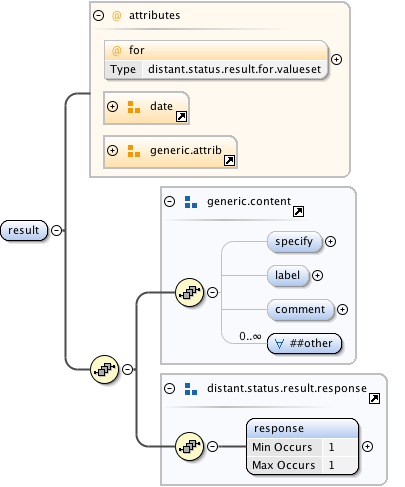 attributes
@ for
Type distant.status.result.for.valueset
date
generic.attrib
result
generic.content
specify
label
comment
0..∞
∀ ##other
distant.status.result.response
response
Min Occurs 1
Max Occurs 1